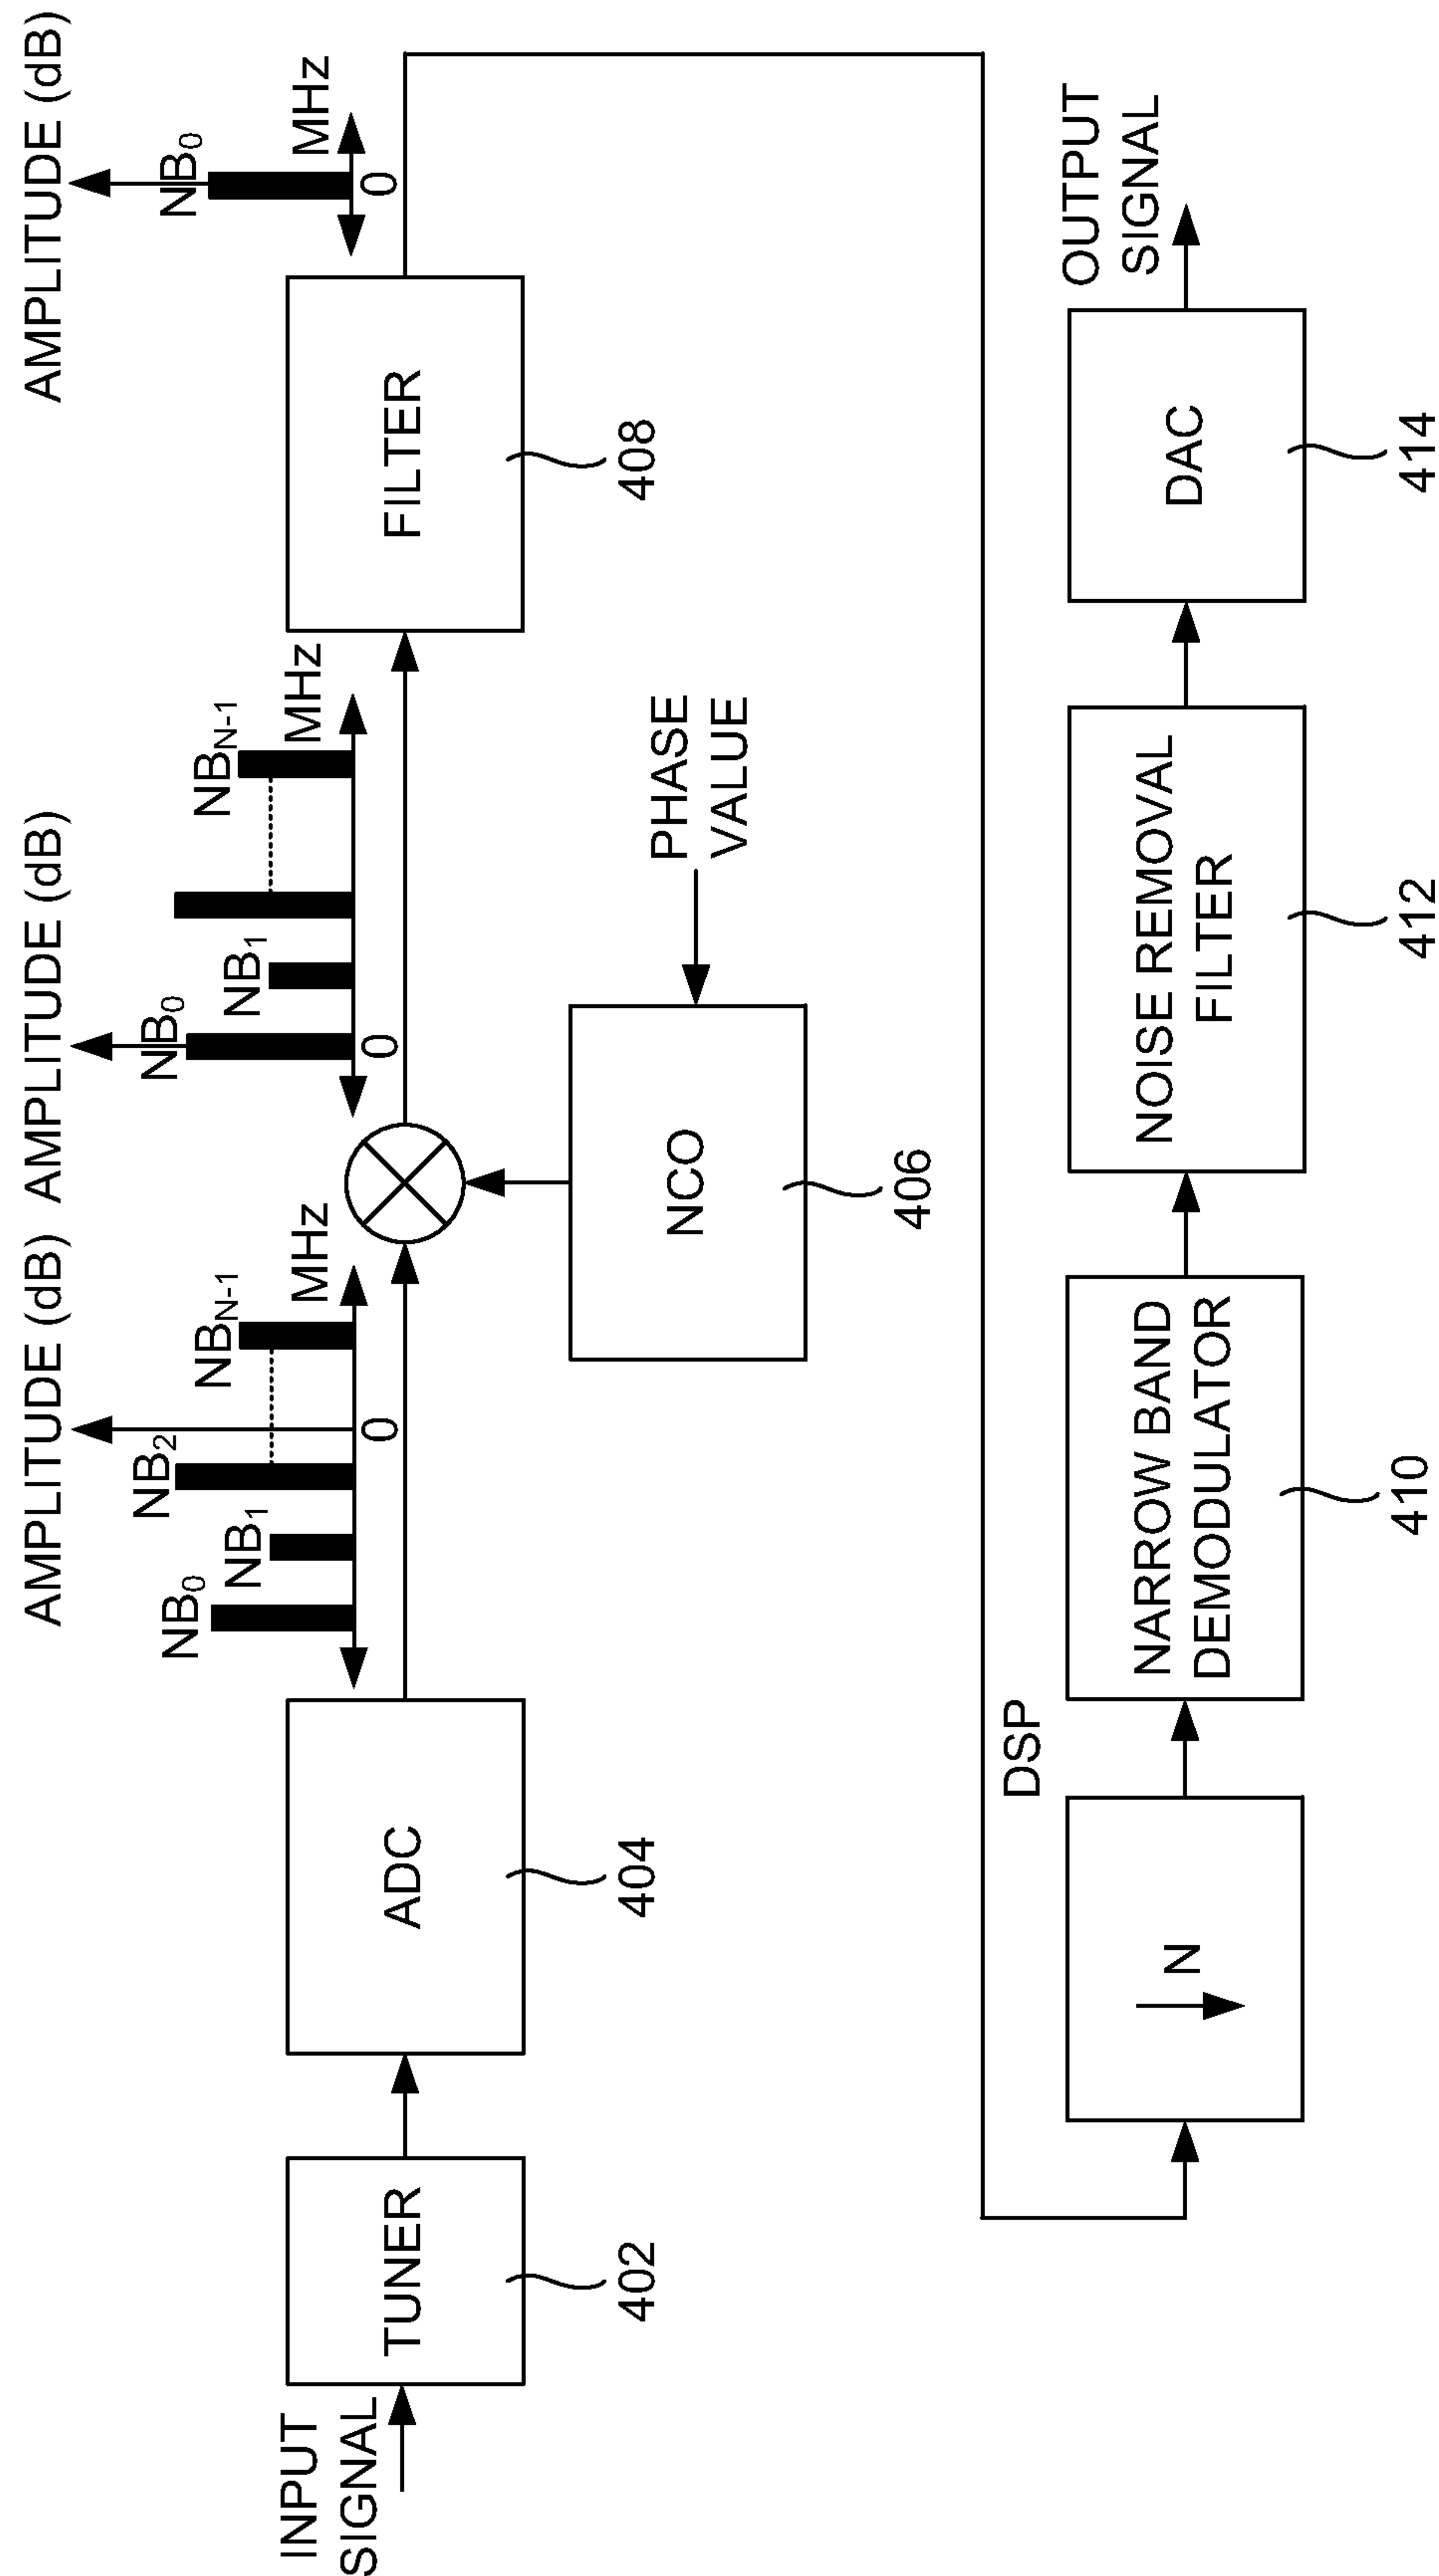 AMPLITUDE (dB)
AMPLITUDE (dB)
AMPLITUDE (dB)
NB0
NB1
NB2
NBN-1
MHz
0
NB0
NB1
NBN-1
MHz
0
NB0
MHz
0
INPUT
SIGNAL
TUNER
402
ADC
404
NCO
406
PHASE
VALUE
FILTER
408
DSP
↓ N
NARROW BAND
DEMODULATOR
410
NOISE REMOVAL
FILTER
412
DAC
414
OUTPUT
SIGNAL